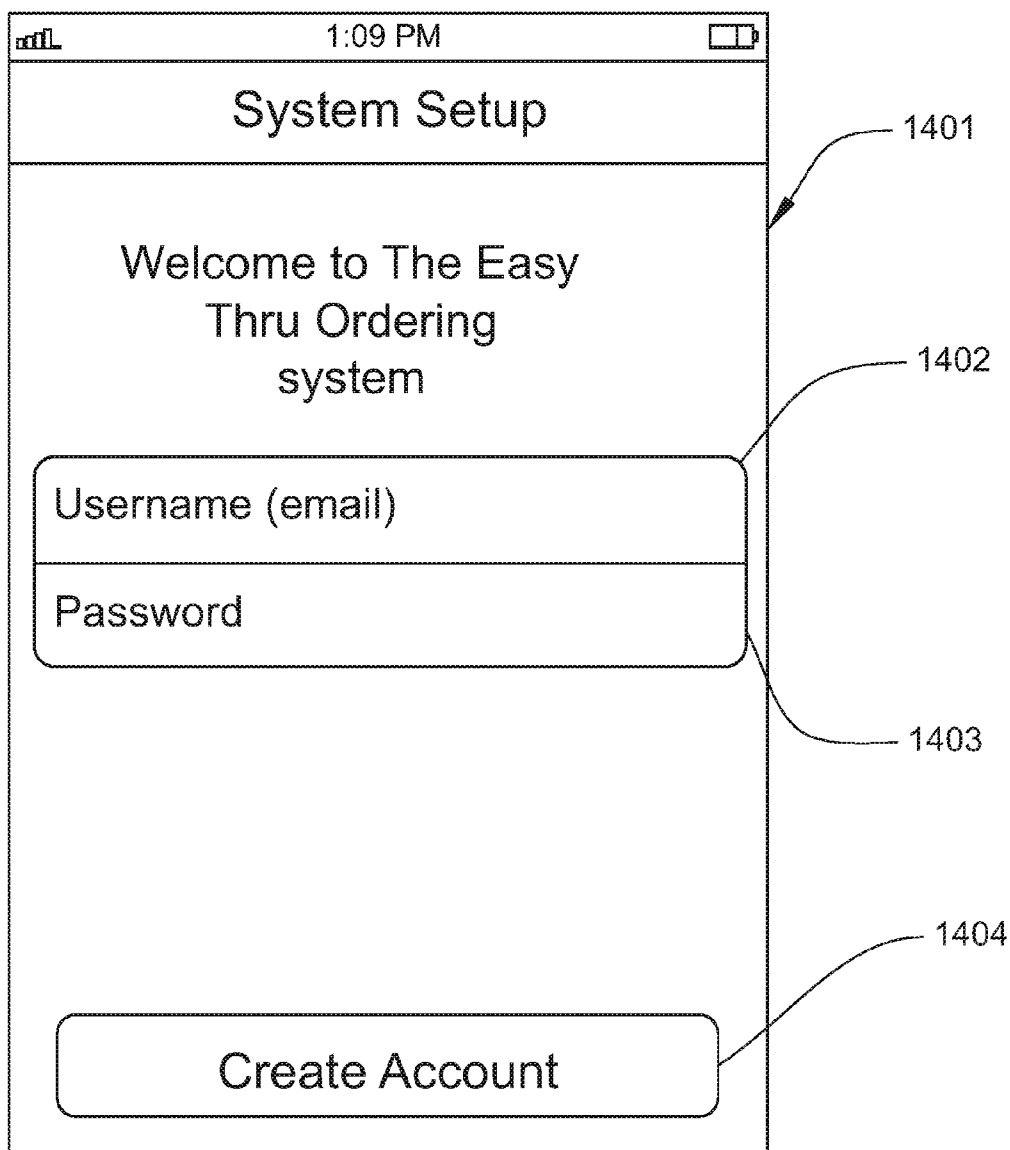 1:09 PM
System Setup
1401
Welcome to The Easy
Thru Ordering
system
1402
Username (email)
Password
1403
1404
Create Account